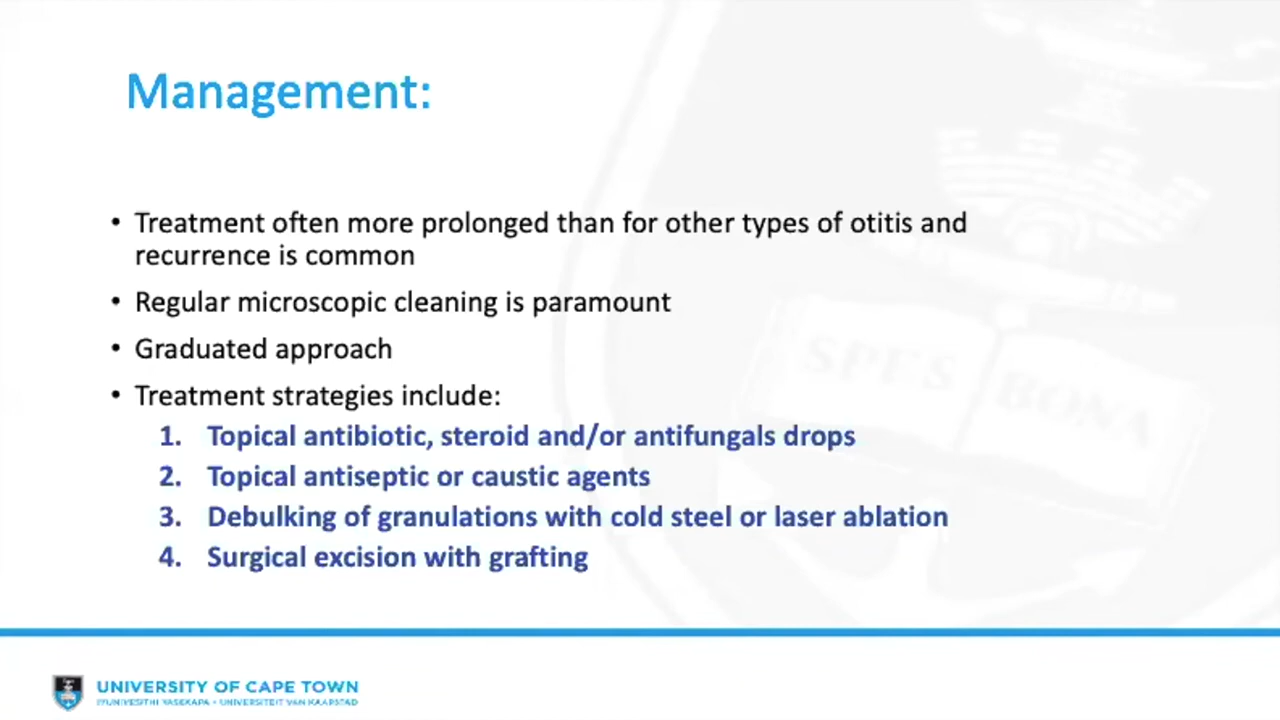 Management:
• Treatment often more prolonged than for other types of otitis and
recurrence is common
• Regular microscopic cleaning is paramount
• Graduated approach
• Treatment strategies include:
1. Topical antibiotic, steroid and/or antifungals drops
2. Topical antiseptic or caustic agents
3. Debulking of granulations with cold steel or laser ablation
4. Surgical excision with grafting
SPES BONA
UNIVERSITY OF CAPE TOWN
IYUNIVESITHI YASEKAPA • UNIVERSITEIT VAN KAAPSTAD